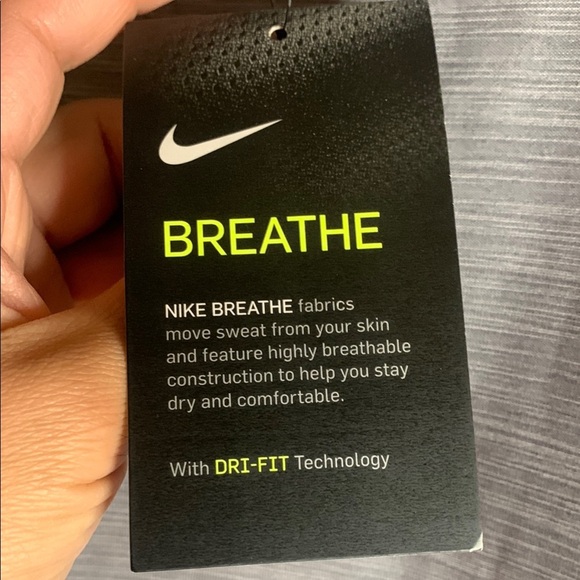 BREATHE
NIKE BREATHE fabrics
move sweat from your skin
and feature highly breathable
construction to help you stay
dry and comfortable.
With DRI-FIT Technology